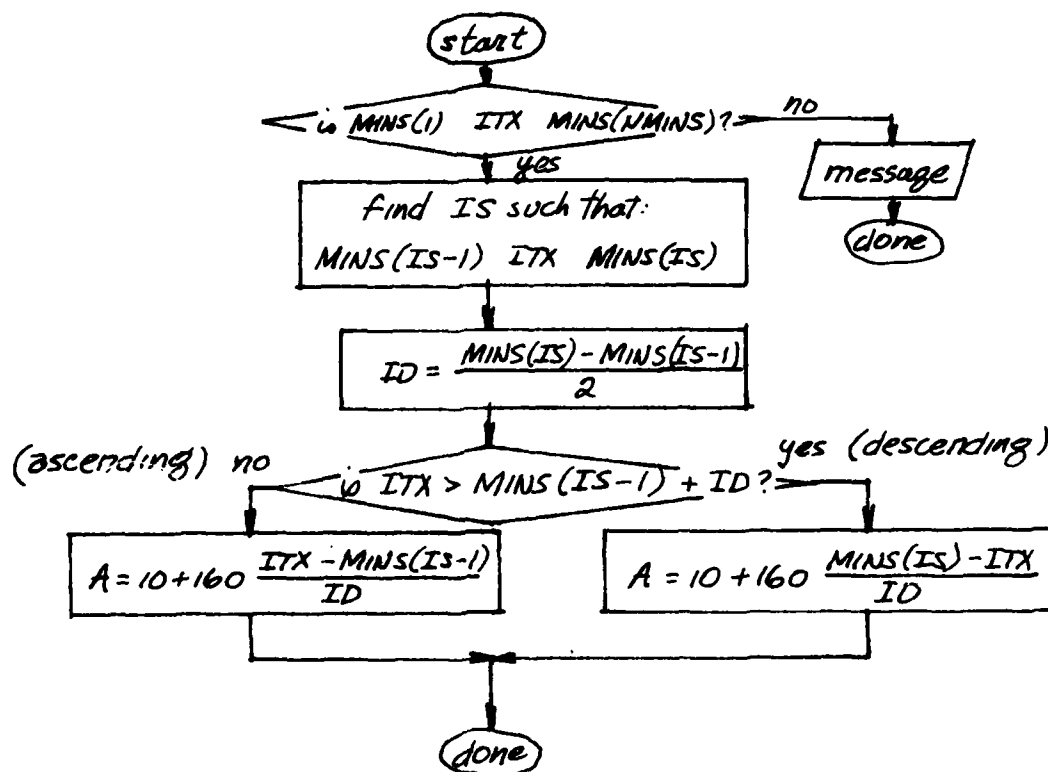 start
is MINS(1) ITX MINS(NMINS)?
no
yes
message
done
find IS such that:
MINS(IS-1) ITX MINS(IS)
ID = MINS(IS) - MINS(IS-1)
2
(ascending) no
yes (descending)
is ITX > MINS(IS-1) + ID?
A = 10 + 160 ITX - MINS(IS-1)
ID
A = 10 + 160 MINS(IS) - ITX
ID
done